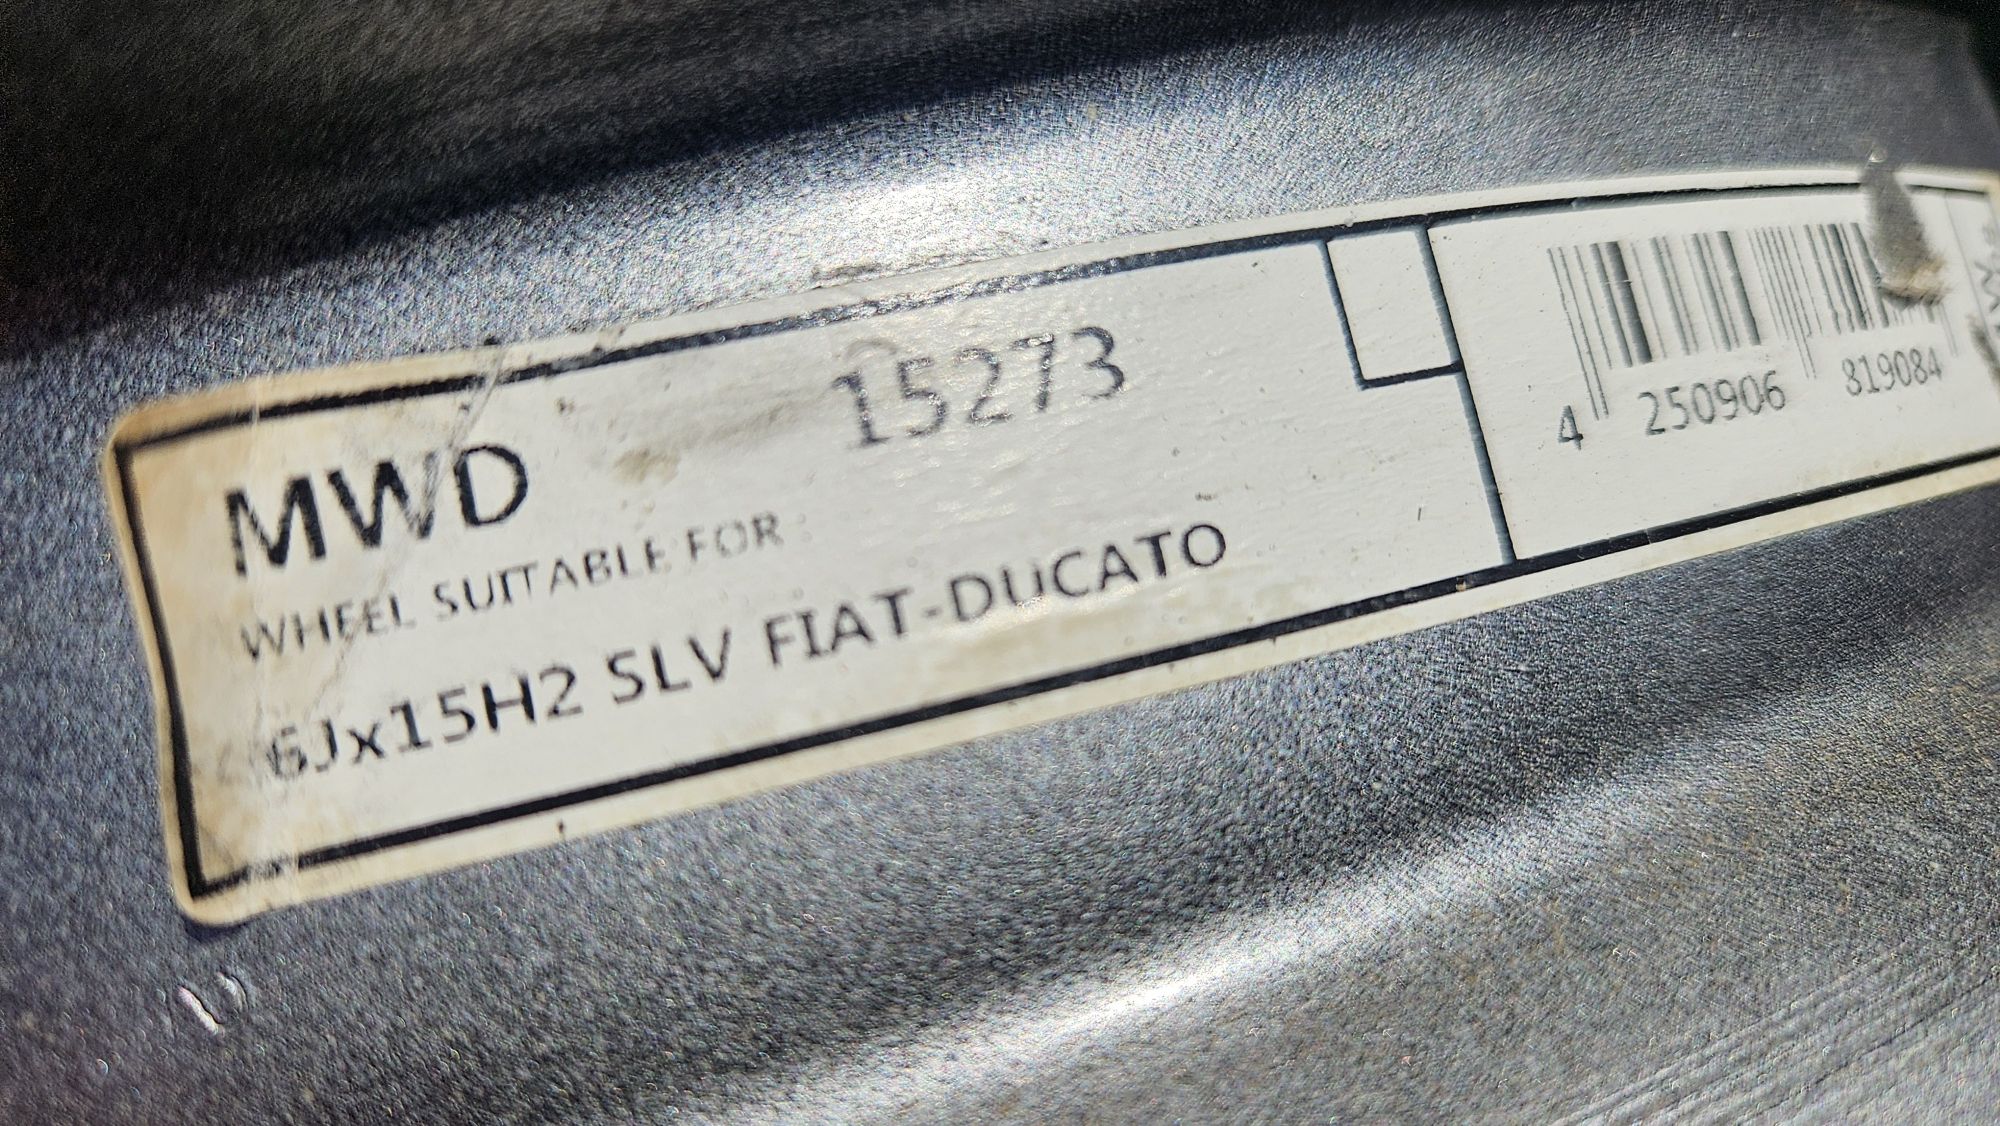 MWD
15273
WHEEL SUITABLE FOR :
6Jx15H2 SLV FIAT-DUCATO
4 250906 819084